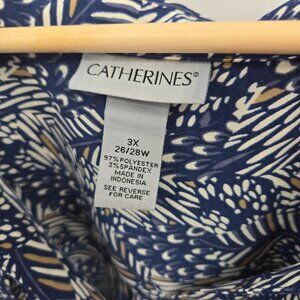 CATHERINES®
3X
26/28W
97% POLYESTER
3% SPANDEX
MADE IN
INDONESIA
SEE REVERSE
FOR CARE